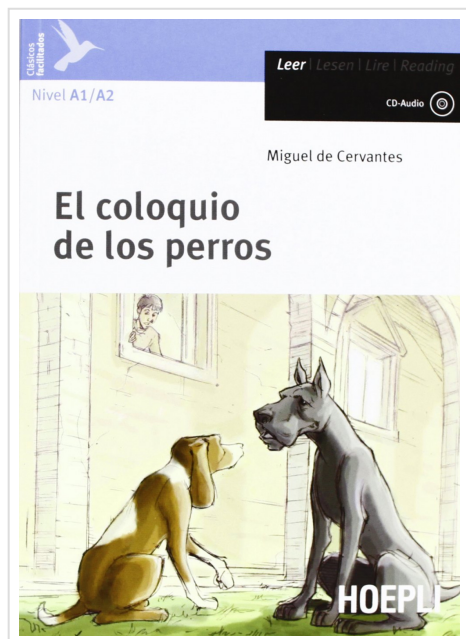 Clásicos
facilitados
Leer | Lesen | Lire | Reading
Nivel A1/A2
CD-Audio
Miguel de Cervantes
El coloquio
de los perros
HOEPLI